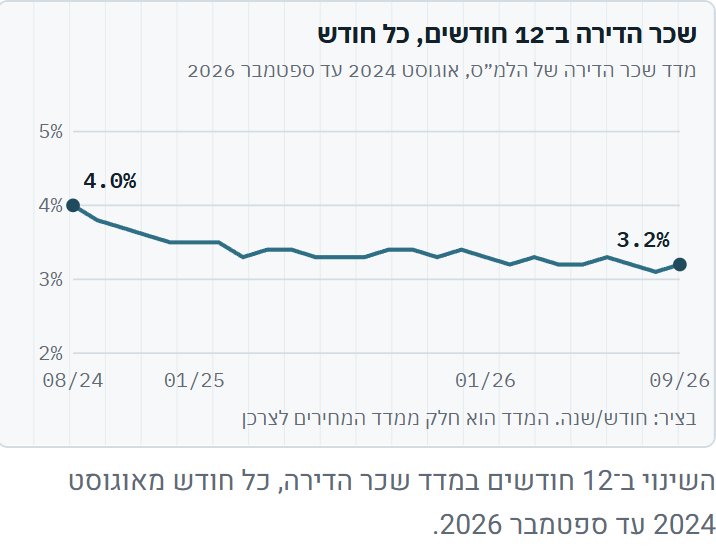 שכר הדירה ב־12 חודשים, כל חודש
מדד שכר הדירה של הלמ״ס, אוגוסט 2024 עד ספטמבר 2026
5%
4.0%
4%
3.2%
3%
2%
08/24 01/25 01/26 09/26
בציר: חודש/שנה. המדד הוא חלק ממדד המחירים לצרכן
השינוי ב־12 חודשים במדד שכר הדירה, כל חודש מאוגוסט
2024 עד ספטמבר 2026.